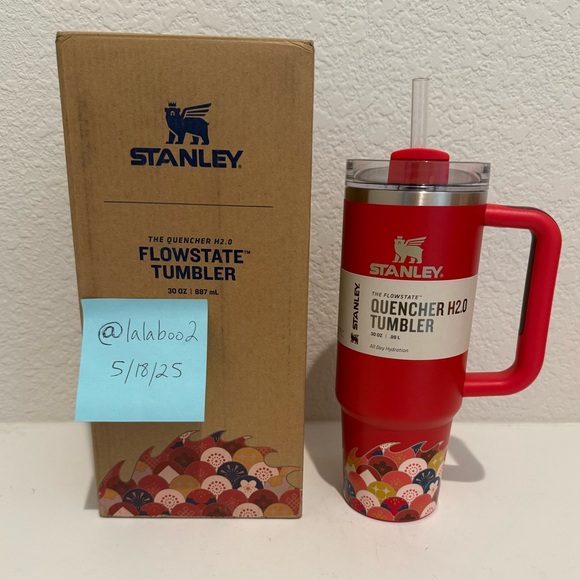 STANLEY
THE QUENCHER H2.0
FLOWSTATE™
TUMBLER
30 OZ | 887 mL
@lalaboo2
5/18/25
STANLEY
STANLEY
THE FLOWSTATE™
QUENCHER H2.0
TUMBLER
30 OZ | .88 L
All Day Hydration